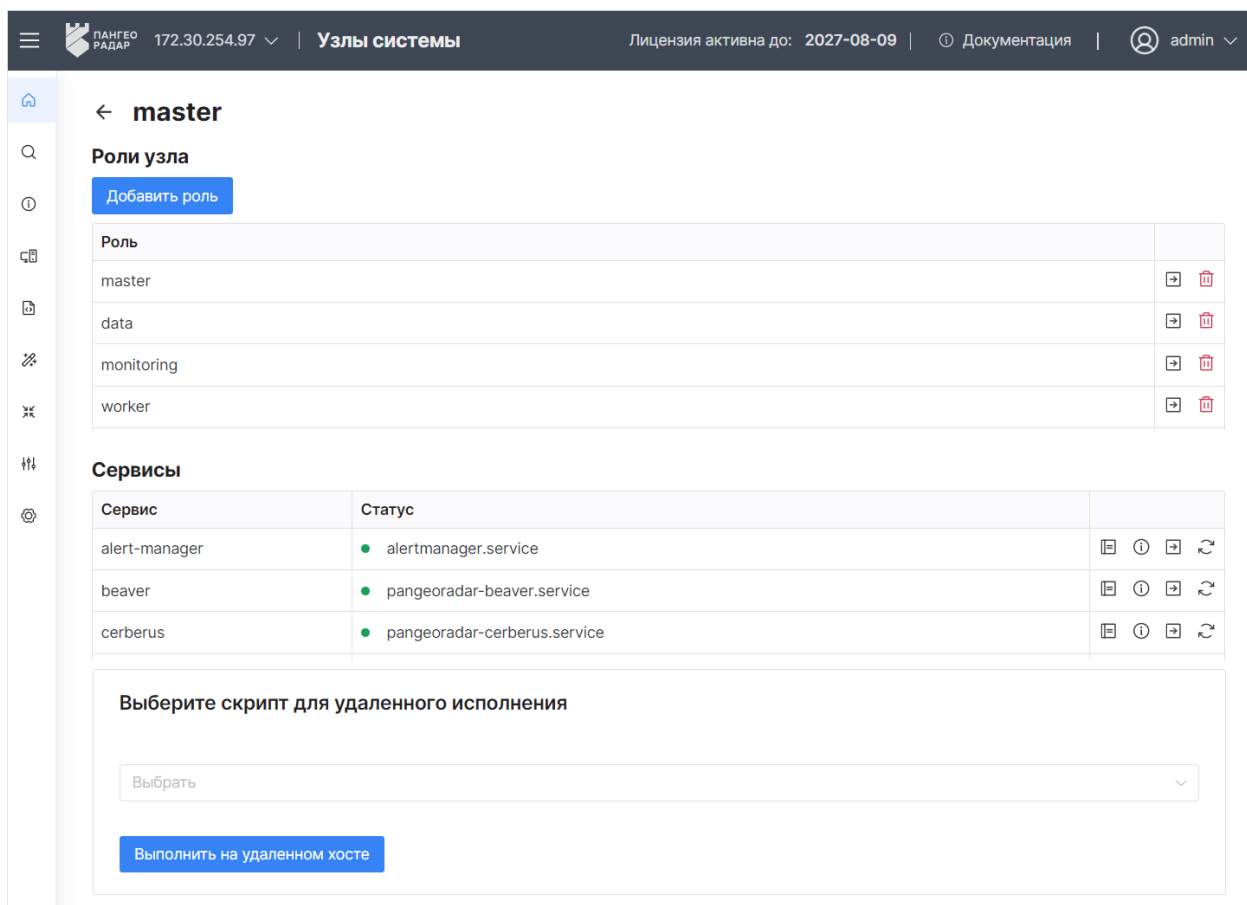 ПАНГЕО РАДАР 172.30.254.97 | Узлы системы Лицензия активна до: 2027-08-09 | Документация | admin
master
Роли узла
Добавить роль
Роль
master
data
monitoring
worker
Сервисы
Сервис Статус
alert-manager alertmanager.service
beaver pangeoradar-beaver.service
cerberus pangeoradar-cerberus.service
Выберите скрипт для удаленного исполнения
Выбрать
Выполнить на удаленном хосте